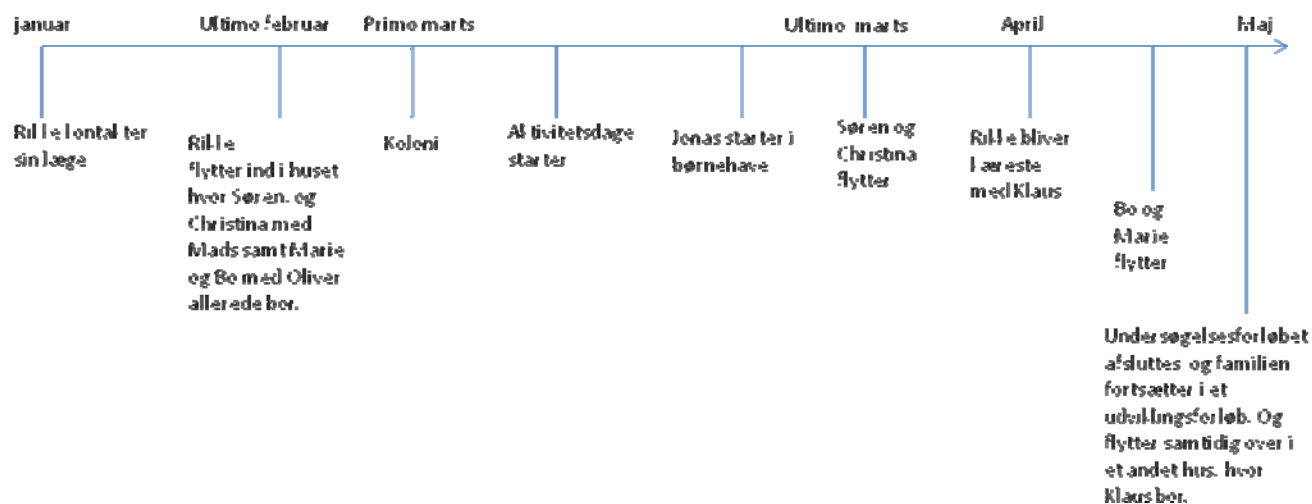 januar
Ultimo februar
Primo marts
Ultimo marts
April
Maj
Rikke kontakter
sin læge
Rikke
flytter ind i huset
hvor Søren og
Christina med
Mads samt Marie
og Bo med Oliver
allerede bor.
Koloni
Aktivitetsdage
starter
Jonas starter i
børnehave
Søren og
Christina
flytter
Rikke bliver
kæreste
med Klaus
Bo og
Marie
flytter
Undersøgelsesforløbet
afsluttes og familien
fortsætter i et
udviklingsforløb. Og
flytter samtidig over i
et andet hus, hvor
Klaus bor.